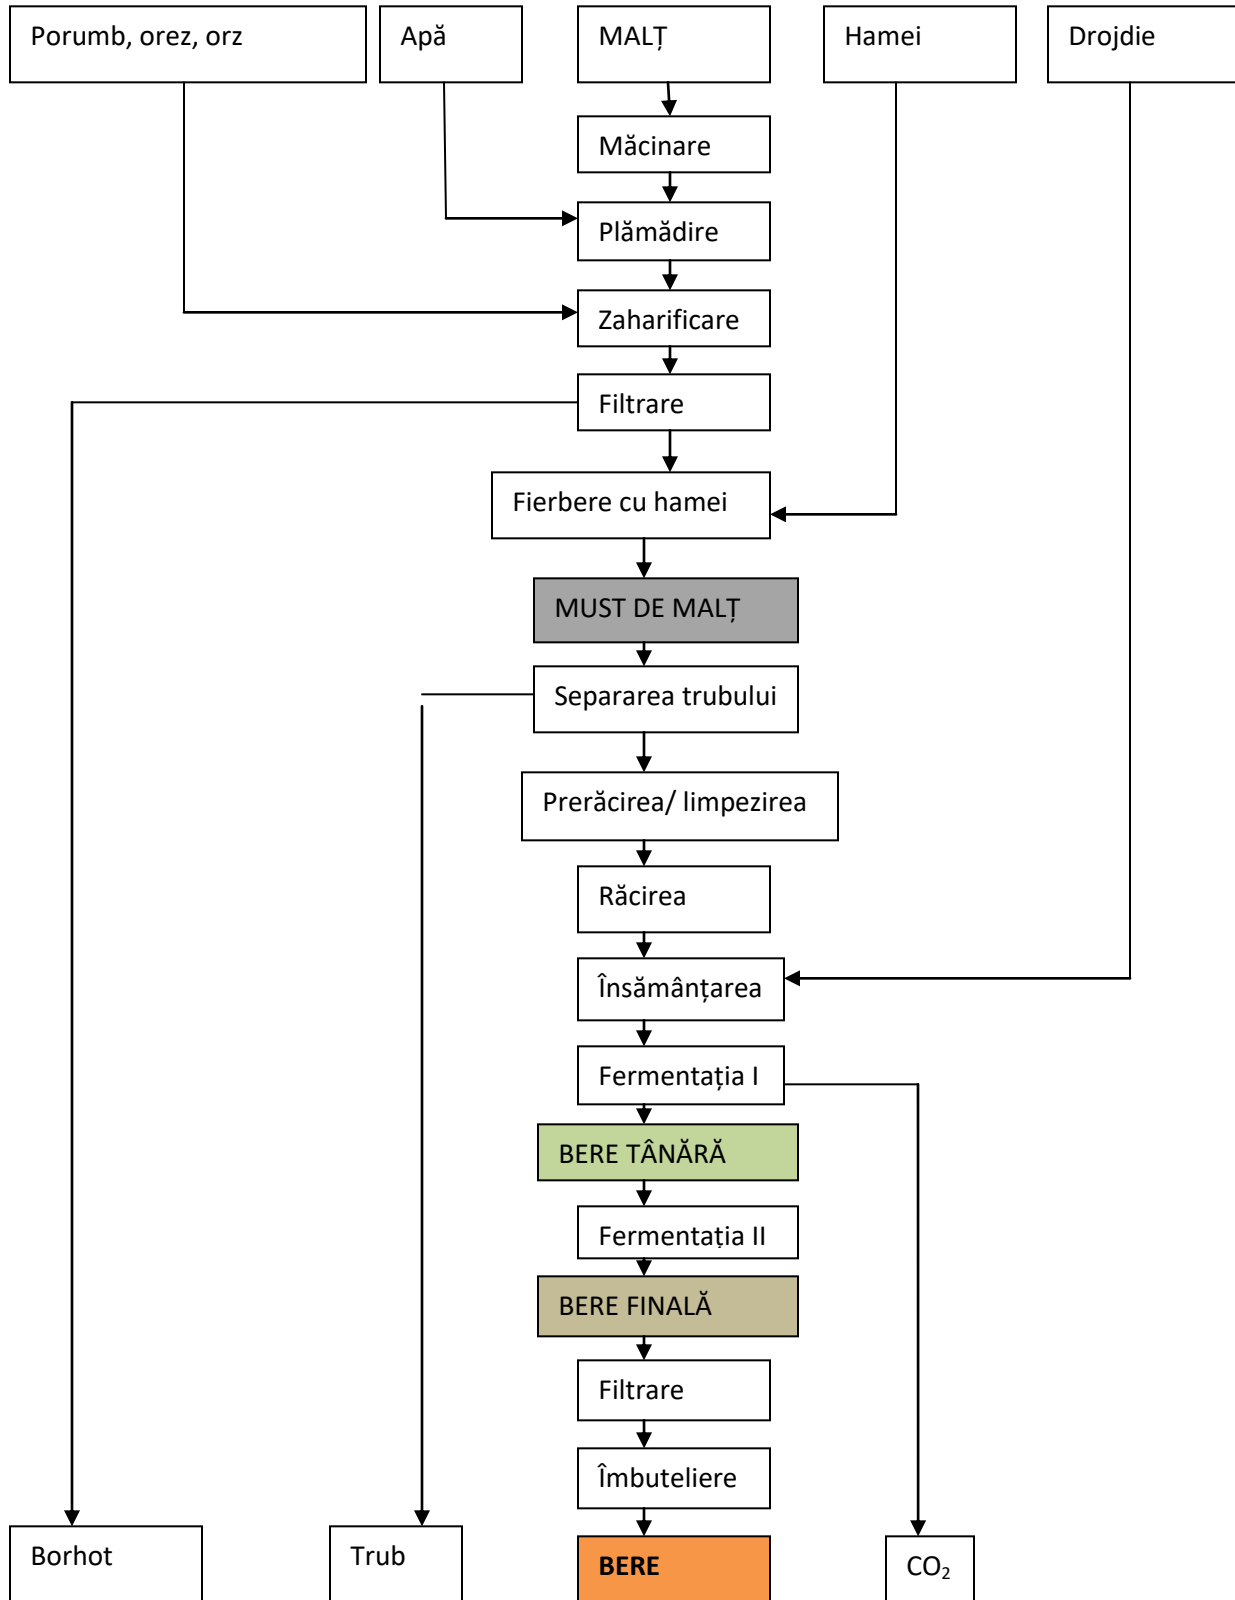 Porumb, orez, orz
Apă
MALȚ
Hamei
Drojdie
Măcinare
Plămădire
Zaharificare
Filtrare
Fierbere cu hamei
MUST DE MALȚ
Separarea trubului
Prerăcirea/ limpezirea
Răcirea
Însămânțarea
Fermentația I
BERE TÂNĂRĂ
Fermentația II
BERE FINALĂ
Filtrare
Îmbuteliere
Borhot
Trub
BERE
CO₂